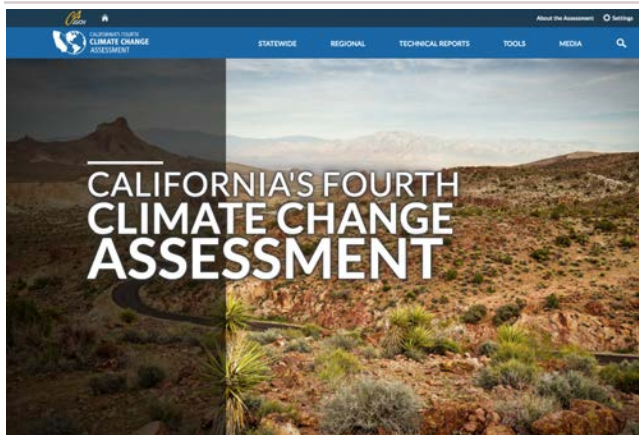 CA.GOV
About the Assessment
Settings
CALIFORNIA'S FOURTH
CLIMATE CHANGE
ASSESSMENT
STATEWIDE
REGIONAL
TECHNICAL REPORTS
TOOLS
MEDIA
CALIFORNIA'S FOURTH
CLIMATE CHANGE
ASSESSMENT